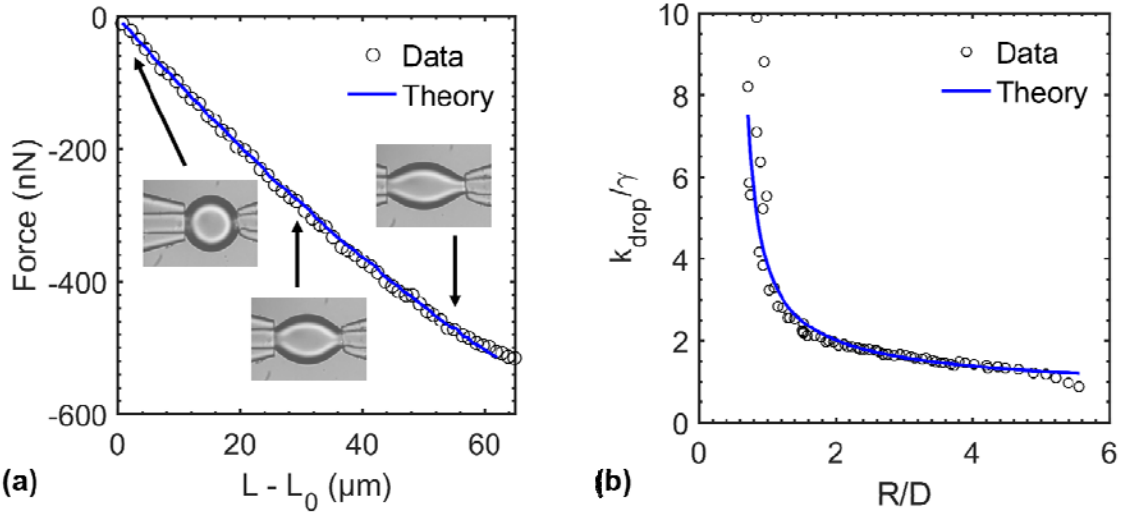 0
-200
-400
-600
Force (nN)
Data
Theory
0
20
40
60
L - L0 (µm)
(a)
10
8
6
4
2
0
kdrop/γ
Data
Theory
0
2
4
6
R/D
(b)